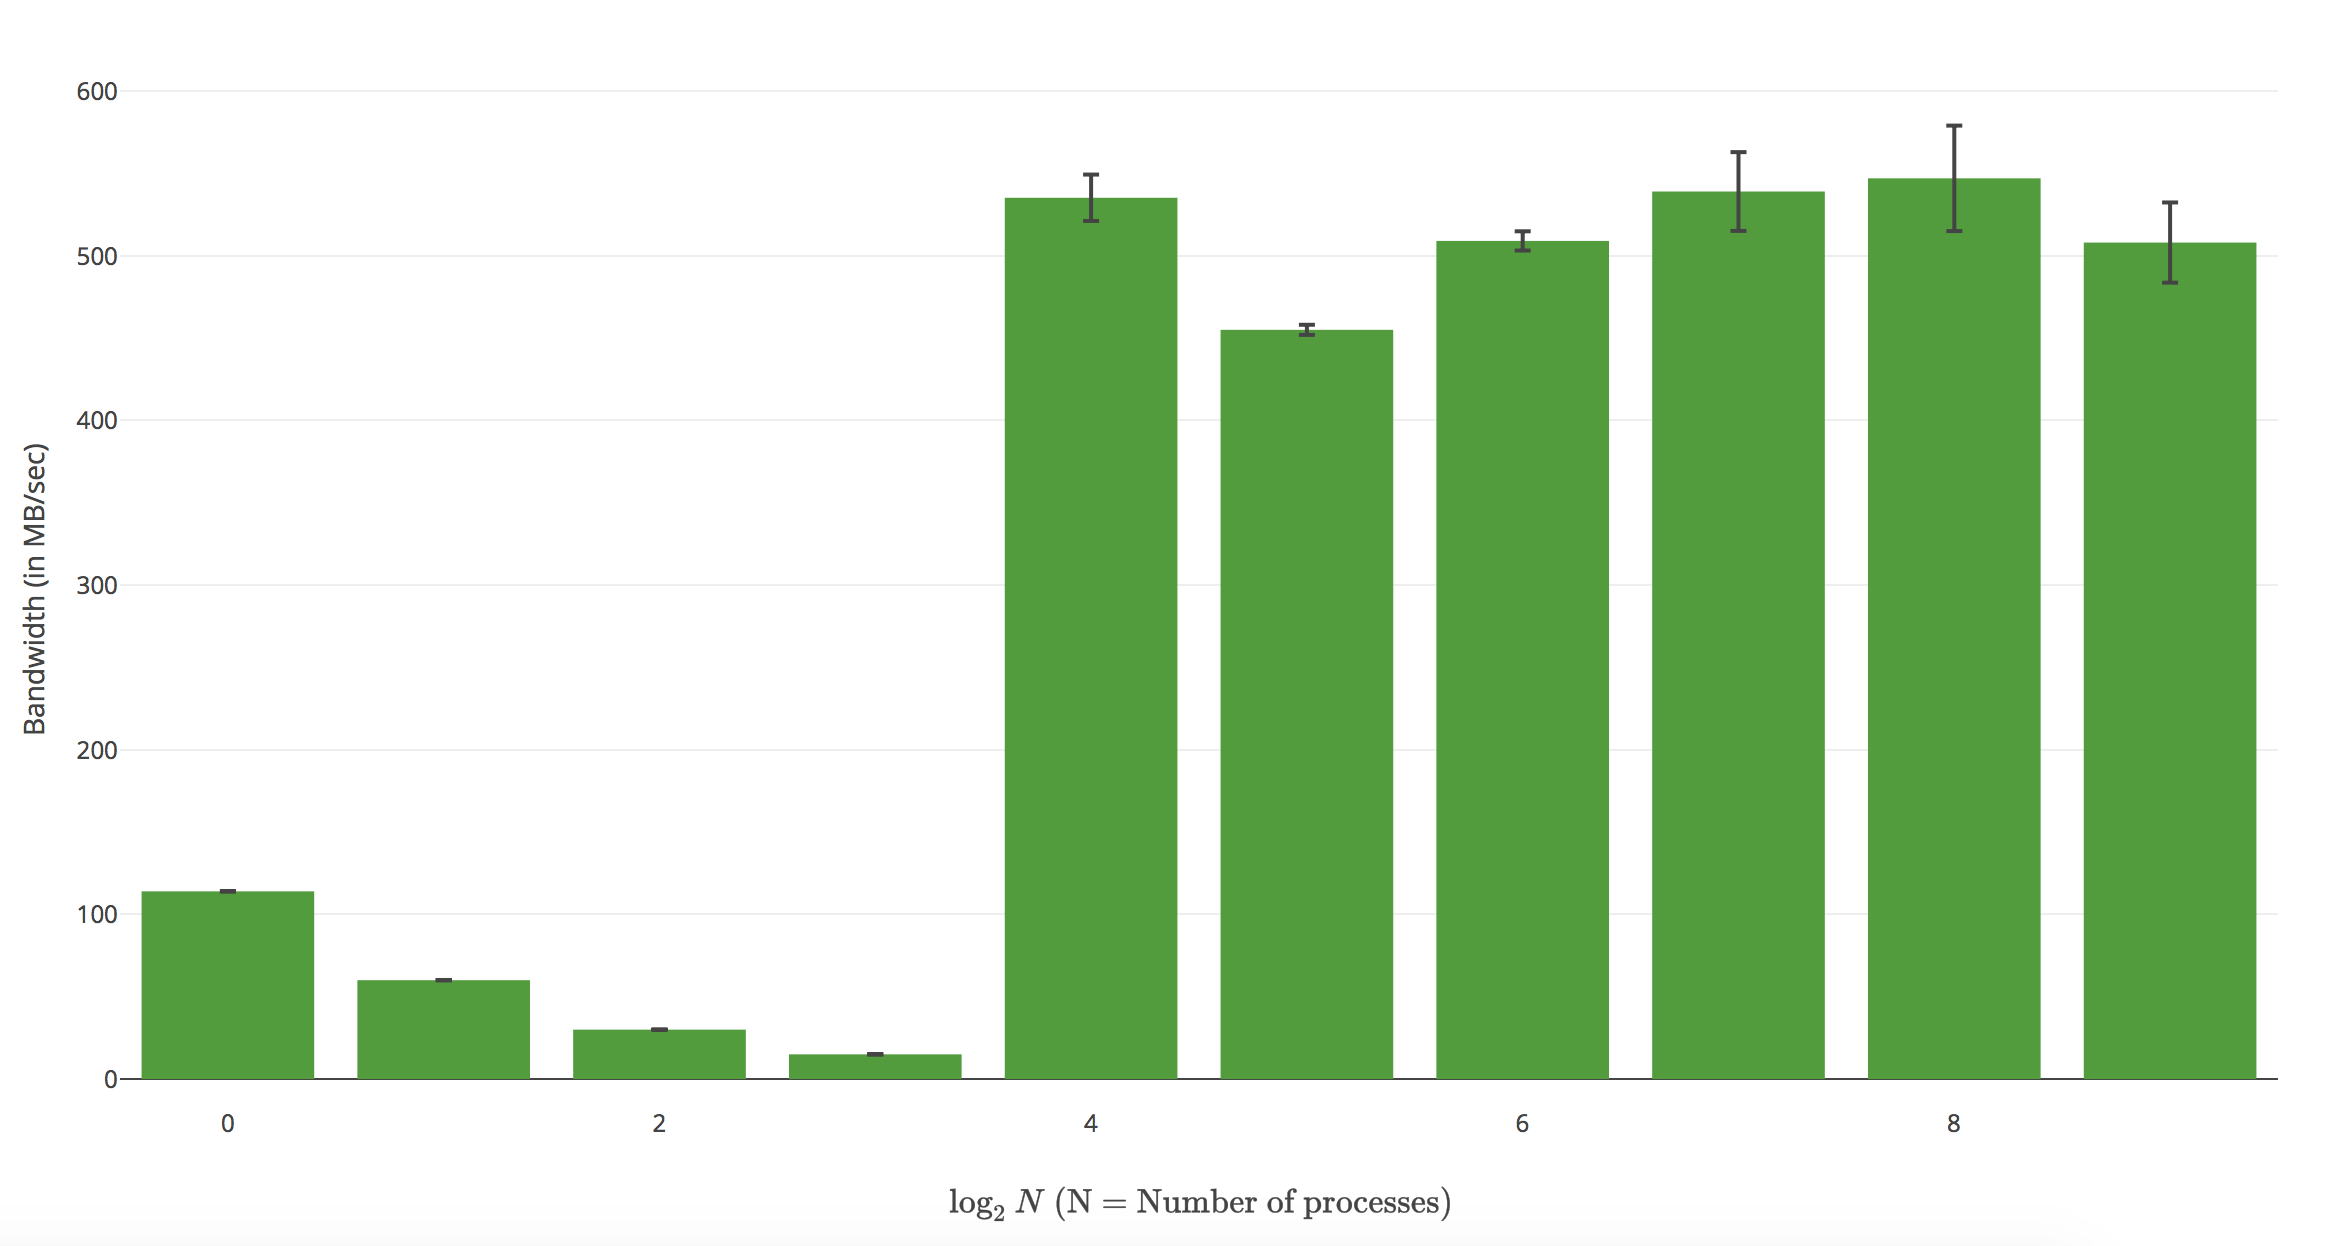 600
500
400
300
200
100
0
Bandwidth (in MB/sec)
0 2 4 6 8
log₂ N (N = Number of processes)